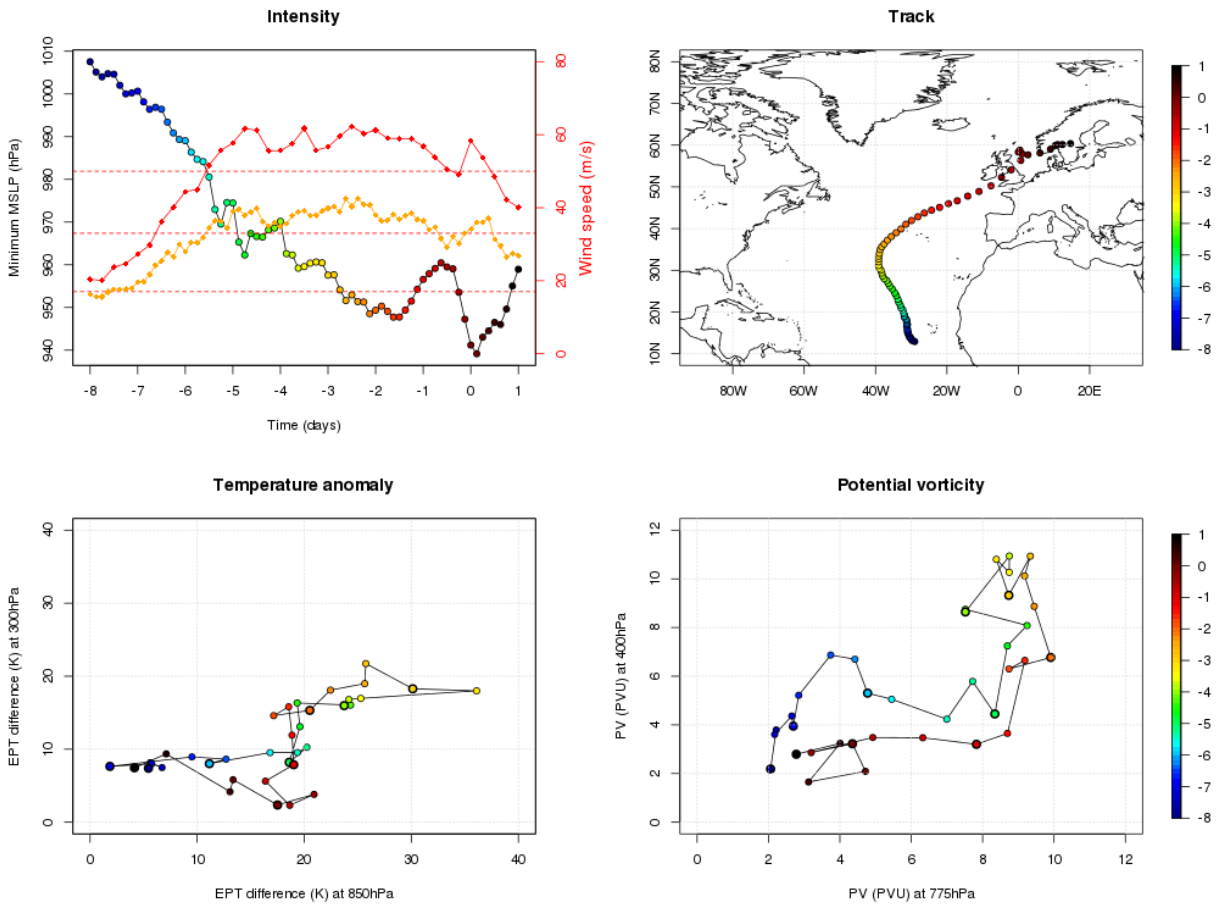 Intensity
Minimum MSLP (hPa)
1010
1000
990
980
970
960
950
940
-8 -7 -6 -5 -4 -3 -2 -1 0 1
Time (days)
80
60
40
20
0
Wind speed (m/s)
Track
80N
70N
60N
50N
40N
30N
20N
10N
80W 60W 40W 20W 0 20E
1
0
-1
-2
-3
-4
-5
-6
-7
-8
Temperature anomaly
EPT difference (K) at 300hPa
40
30
20
10
0
0 10 20 30 40
EPT difference (K) at 850hPa
Potential vorticity
PV (PVU) at 400hPa
12
10
8
6
4
2
0
0 2 4 6 8 10 12
PV (PVU) at 775hPa
1
0
-1
-2
-3
-4
-5
-6
-7
-8